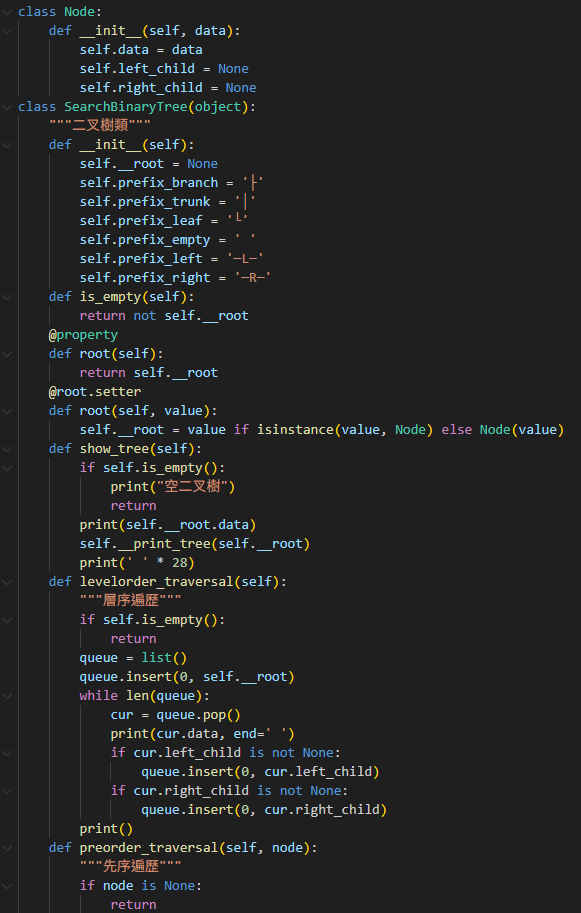 class Node:
    def __init__(self, data):
        self.data = data
        self.left_child = None
        self.right_child = None
class SearchBinaryTree(object):
    """二叉樹類"""
    def __init__(self):
        self.__root = None
        self.prefix_branch = '├'
        self.prefix_trunk = '│'
        self.prefix_leaf = '└'
        self.prefix_empty = ' '
        self.prefix_left = '─L─'
        self.prefix_right = '─R─'
    def is_empty(self):
        return not self.__root
    @property
    def root(self):
        return self.__root
    @root.setter
    def root(self, value):
        self.__root = value if isinstance(value, Node) else Node(value)
    def show_tree(self):
        if self.is_empty():
            print("空二叉樹")
            return
        print(self.__root.data)
        self.__print_tree(self.__root)
        print(' ' * 28)
    def levelorder_traversal(self):
        """層序遍歷"""
        if self.is_empty():
            return
        queue = list()
        queue.insert(0, self.__root)
        while len(queue):
            cur = queue.pop()
            print(cur.data, end=' ')
            if cur.left_child is not None:
                queue.insert(0, cur.left_child)
            if cur.right_child is not None:
                queue.insert(0, cur.right_child)
        print()
    def preorder_traversal(self, node):
        """先序遍歷"""
        if node is None:
            return